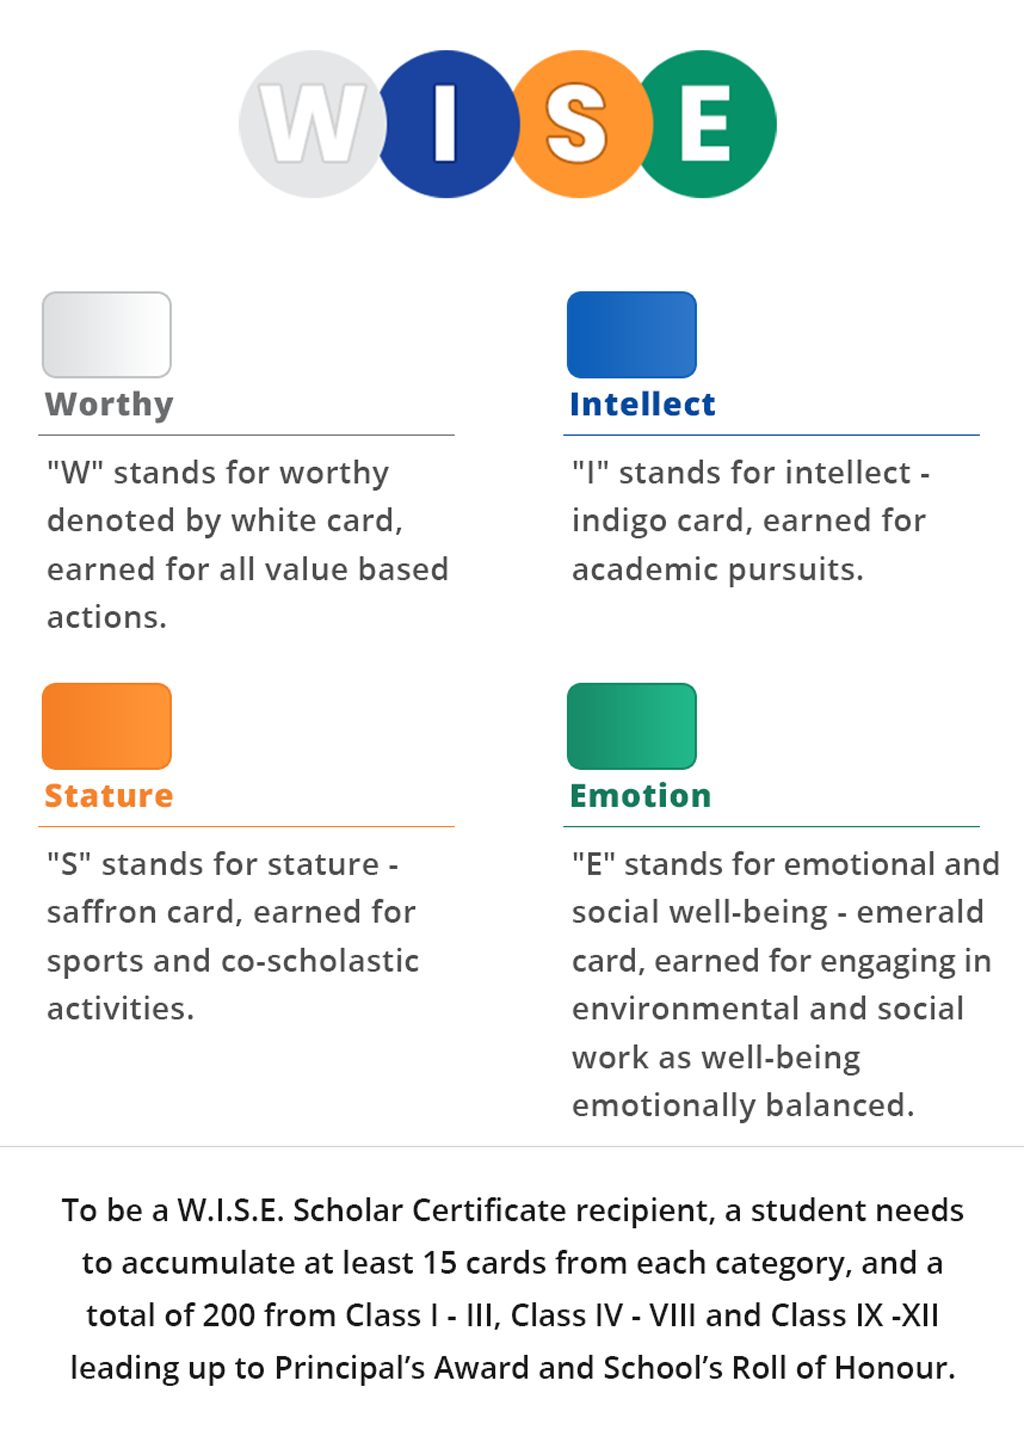 WISE
Worthy
"W" stands for worthy
denoted by white card,
earned for all value based
actions.
Intellect
"I" stands for intellect -
indigo card, earned for
academic pursuits.
Stature
"S" stands for stature -
saffron card, earned for
sports and co-scholastic
activities.
Emotion
"E" stands for emotional and
social well-being - emerald
card, earned for engaging in
environmental and social
work as well-being
emotionally balanced.
To be a W.I.S.E. Scholar Certificate recipient, a student needs
to accumulate at least 15 cards from each category, and a
total of 200 from Class I - III, Class IV - VIII and Class IX -XII
leading up to Principal’s Award and School’s Roll of Honour.